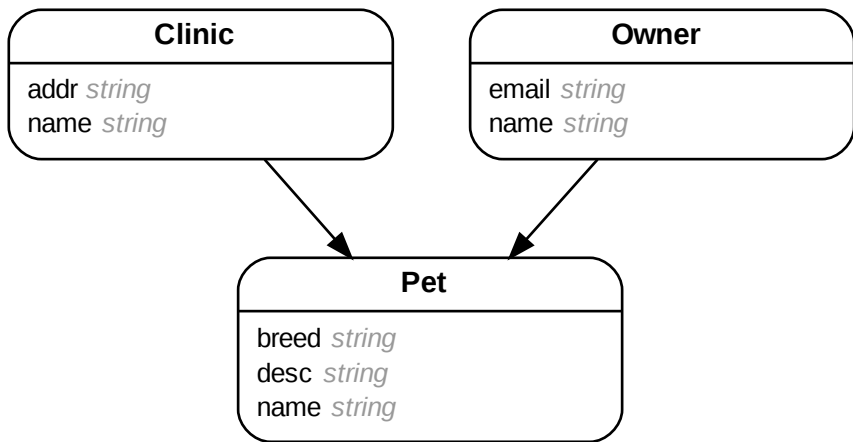 Clinic
addr string
name string
Owner
email string
name string
Pet
breed string
desc string
name string